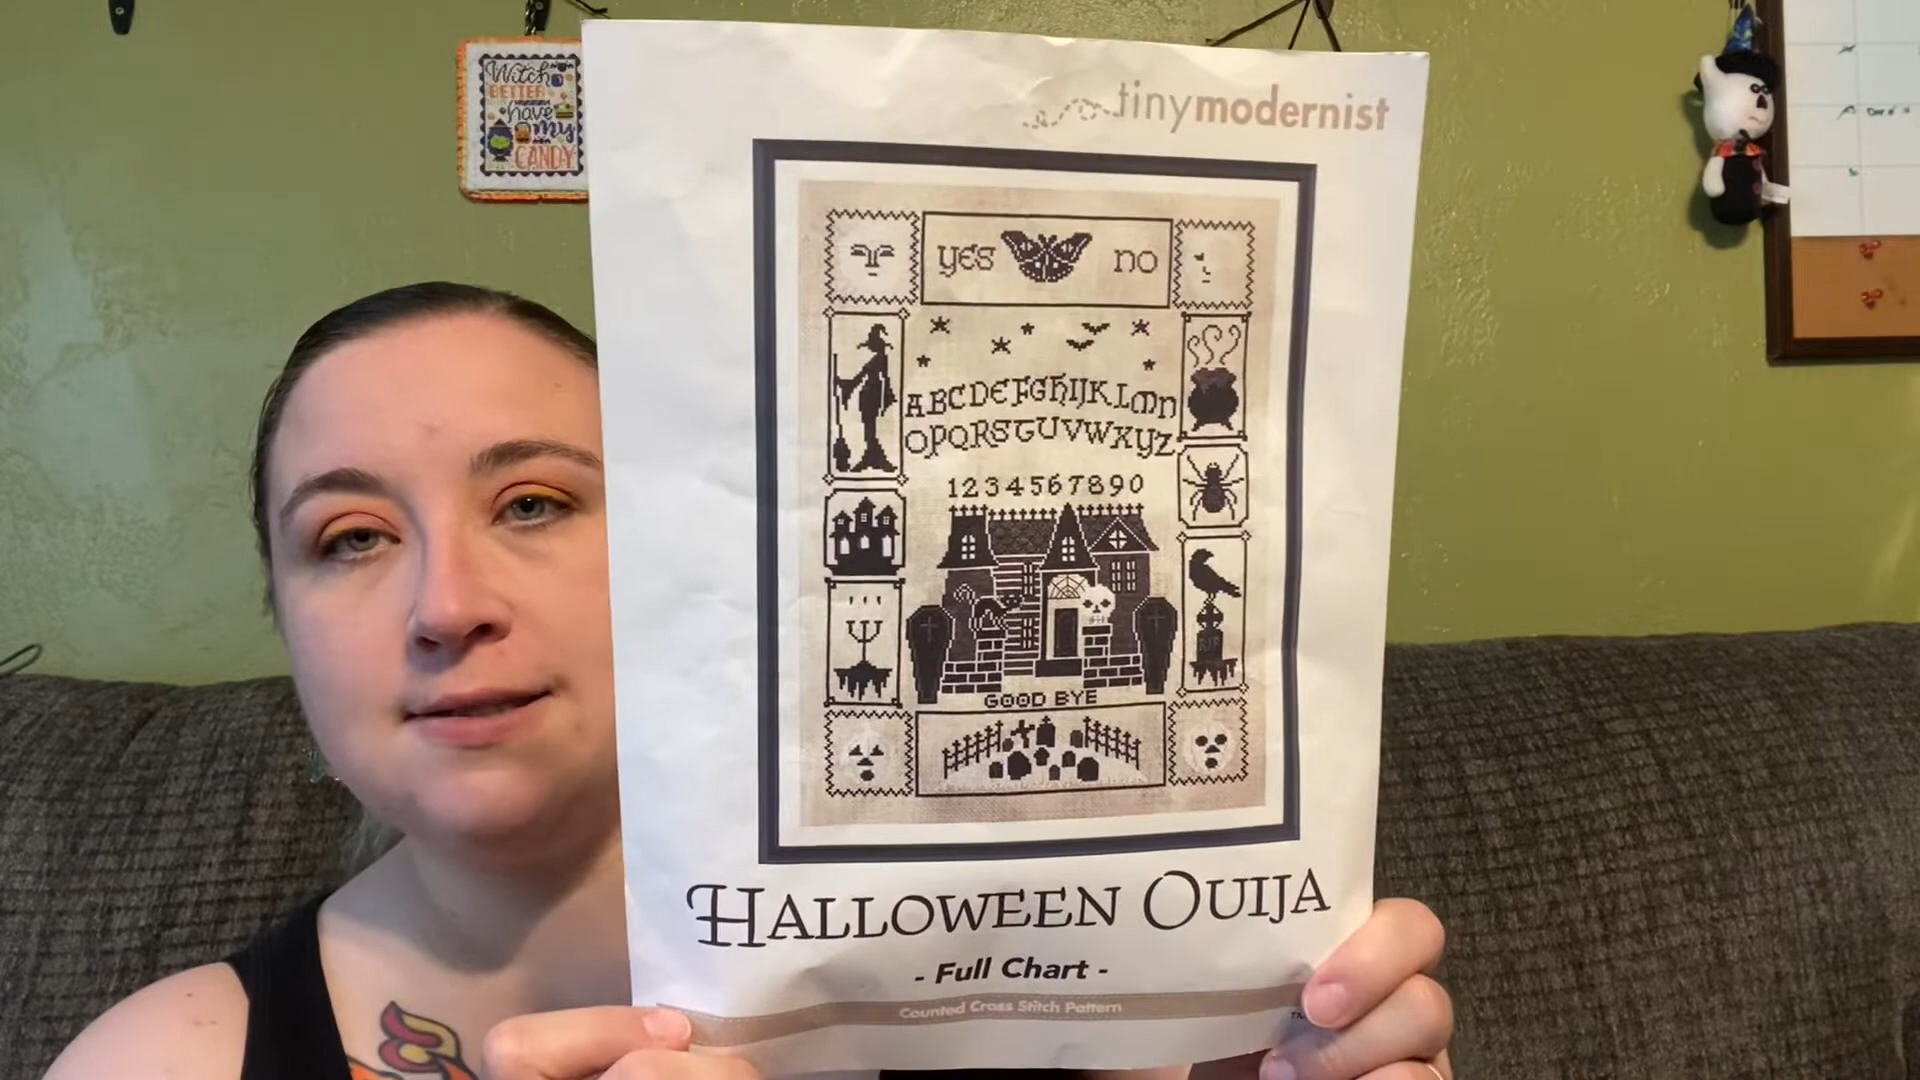 Witch
BETTER
have
my
CANDY
tinymodernist
yes no
ABCDEFGHIJKLMN
OPQRSTUVWXYZ
1234567890
RIP
GOOD BYE
HALLOWEEN OUIJA
- Full Chart -
Counted Cross Stitch Pattern